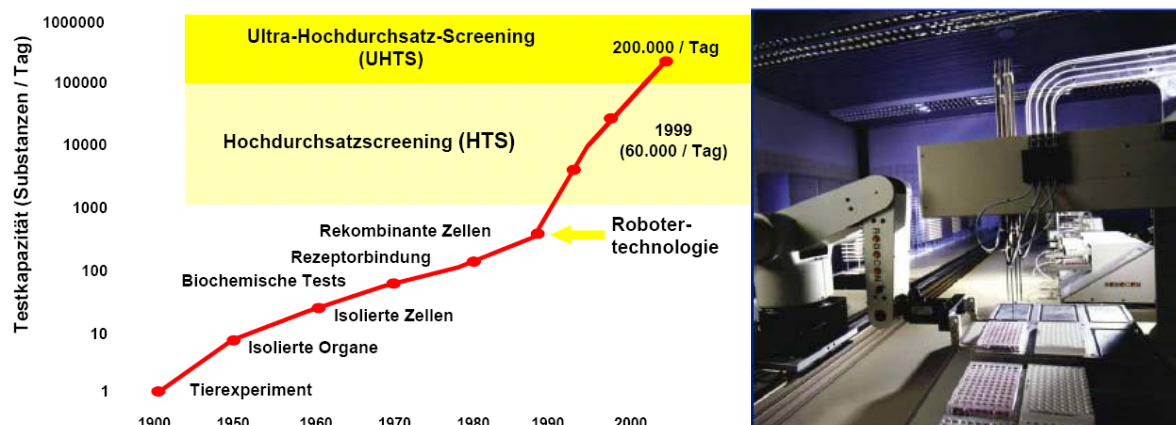 Testkapazität (Substanzen / Tag)
1000000
100000
10000
1000
100
10
1
Ultra-Hochdurchsatz-Screening
(UHTS)
200.000 / Tag
Hochdurchsatzscreening (HTS)
1999
(60.000 / Tag)
Rekombinante Zellen
Roboter-
technologie
Rezeptorbindung
Biochemische Tests
Isolierte Zellen
Isolierte Organe
Tierexperiment
1900
1950
1960
1970
1980
1990
2000